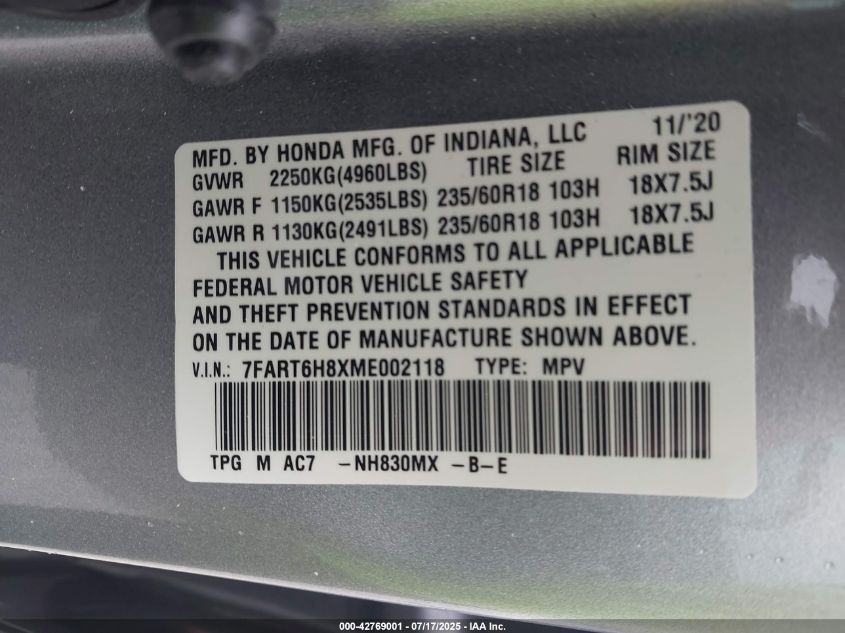 MFD. BY HONDA MFG. OF INDIANA, LLC 11/'20
GVWR 2250KG(4960LBS) TIRE SIZE RIM SIZE
GAWR F 1150KG(2535LBS) 235/60R18 103H 18X7.5J
GAWR R 1130KG(2491LBS) 235/60R18 103H 18X7.5J
THIS VEHICLE CONFORMS TO ALL APPLICABLE
FEDERAL MOTOR VEHICLE SAFETY
AND THEFT PREVENTION STANDARDS IN EFFECT
ON THE DATE OF MANUFACTURE SHOWN ABOVE.
V.I.N.: 7FART6H8XME002118 TYPE: MPV
TPG M AC7 -NH830MX -B-E
000-42769001 - 07/17/2025 - IAA Inc.